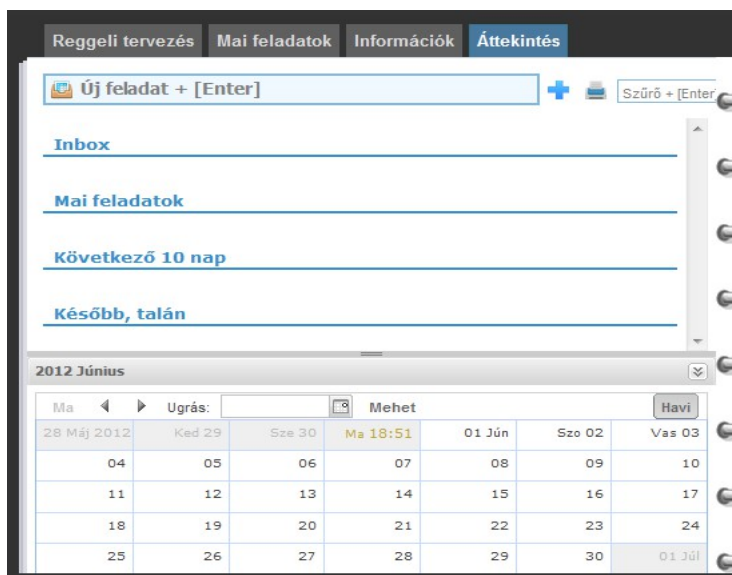 Reggeli tervezés Mai feladatok Információk Áttekintés
Új feladat + [Enter] Szűrő + [Enter
Inbox
Mai feladatok
Következő 10 nap
Később, talán
2012 Június
Ma Ugrás: Mehet Havi
28 Máj 2012 Ked 29 Sze 30 Ma 18:51 01 Jún Szo 02 Vas 03
04 05 06 07 08 09 10
11 12 13 14 15 16 17
18 19 20 21 22 23 24
25 26 27 28 29 30 01 Júl